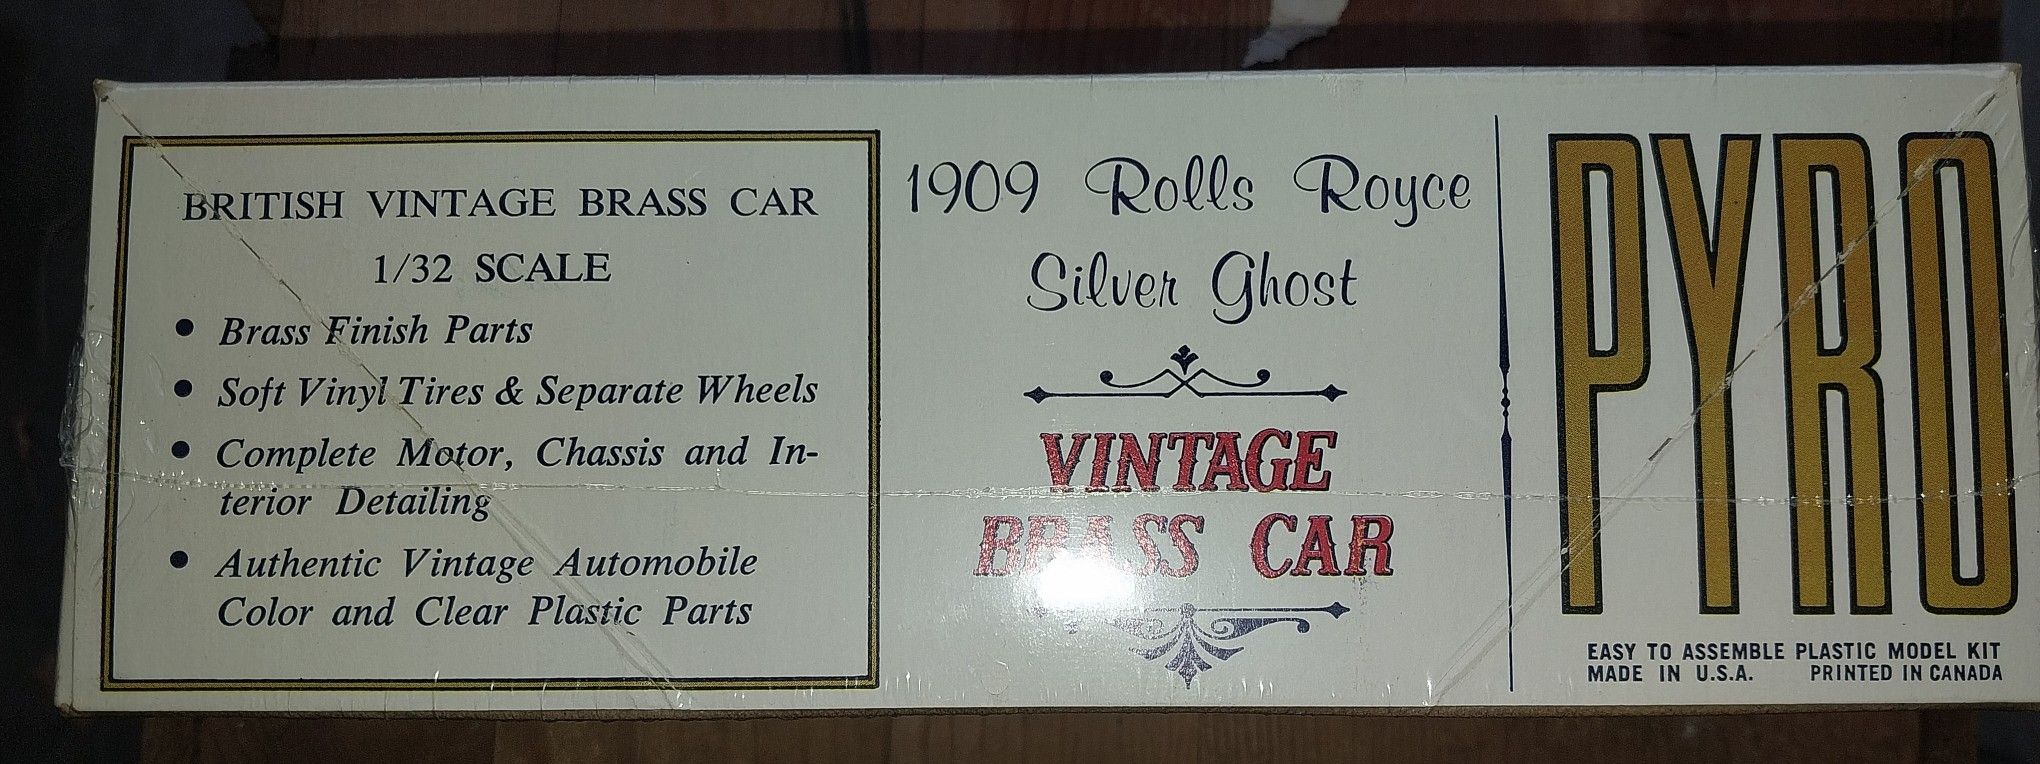 BRITISH VINTAGE BRASS CAR
1/32 SCALE
• Brass Finish Parts
• Soft Vinyl Tires & Separate Wheels
• Complete Motor, Chassis and In-
terior Detailing
• Authentic Vintage Automobile
Color and Clear Plastic Parts
1909 Rolls Royce
Silver Ghost
VINTAGE
BRASS CAR
PYRO
EASY TO ASSEMBLE PLASTIC MODEL KIT
MADE IN U.S.A. PRINTED IN CANADA